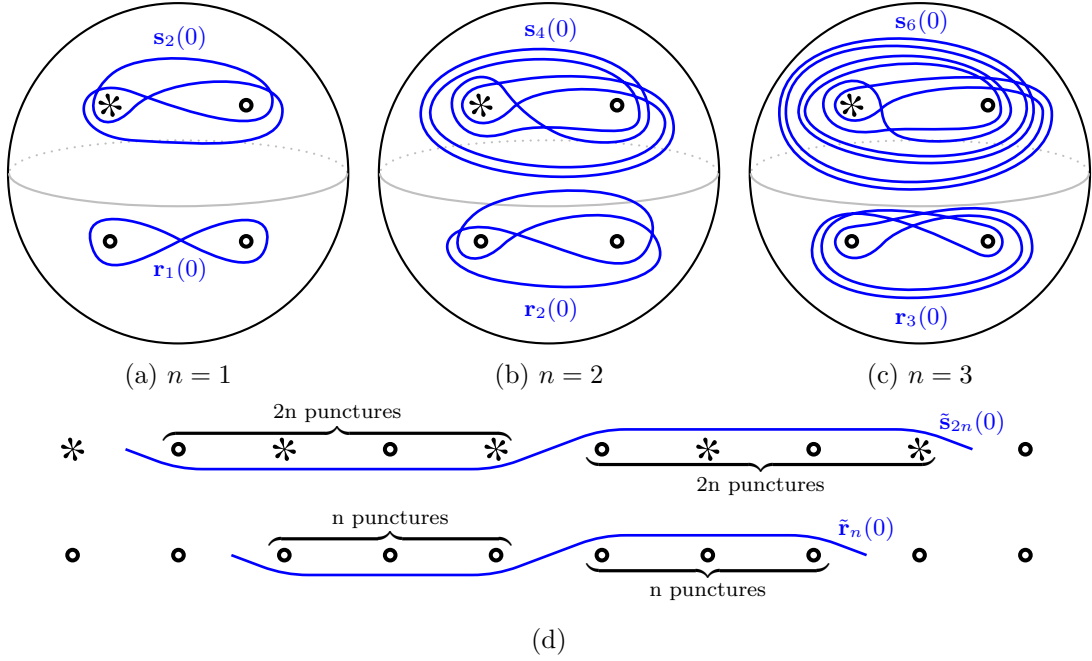 s₂(0) s₄(0) s₆(0)
r₁(0) r₂(0) r₃(0)
(a) n = 1 (b) n = 2 (c) n = 3
2n punctures s̃₂ₙ(0)
2n punctures
n punctures r̃ₙ(0)
n punctures
(d)